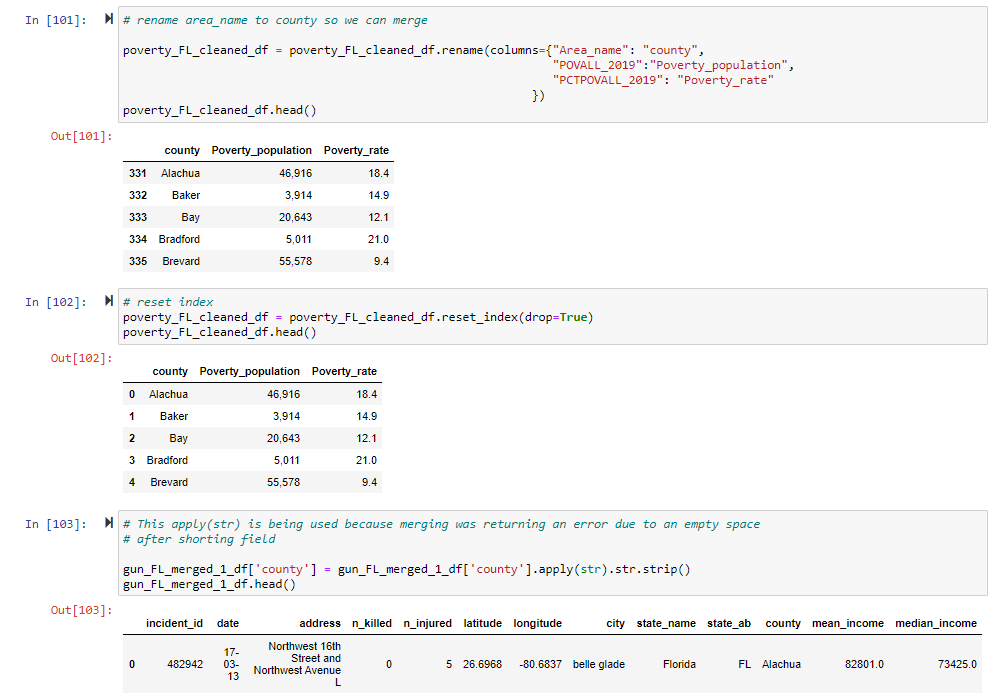 In [101]:
# rename area_name to county so we can merge
poverty_FL_cleaned_df = poverty_FL_cleaned_df.rename(columns={"Area_name": "county",
"POVALL_2019":"Poverty_population",
"PCTPOVALL_2019": "Poverty_rate"
})
poverty_FL_cleaned_df.head()
Out[101]:
county Poverty_population Poverty_rate
331 Alachua 46,916 18.4
332 Baker 3,914 14.9
333 Bay 20,643 12.1
334 Bradford 5,011 21.0
335 Brevard 55,578 9.4
In [102]:
# reset index
poverty_FL_cleaned_df = poverty_FL_cleaned_df.reset_index(drop=True)
poverty_FL_cleaned_df.head()
Out[102]:
county Poverty_population Poverty_rate
0 Alachua 46,916 18.4
1 Baker 3,914 14.9
2 Bay 20,643 12.1
3 Bradford 5,011 21.0
4 Brevard 55,578 9.4
In [103]:
# This apply(str) is being used because merging was returning an error due to an empty space
# after shorting field
gun_FL_merged_1_df['county'] = gun_FL_merged_1_df['county'].apply(str).str.strip()
gun_FL_merged_1_df.head()
Out[103]:
incident_id date address n_killed n_injured latitude longitude city state_name state_ab county mean_income median_income
0 482942 17-03-13 Northwest 16th Street and Northwest Avenue L 0 5 26.6968 -80.6837 belle glade Florida FL Alachua 82801.0 73425.0